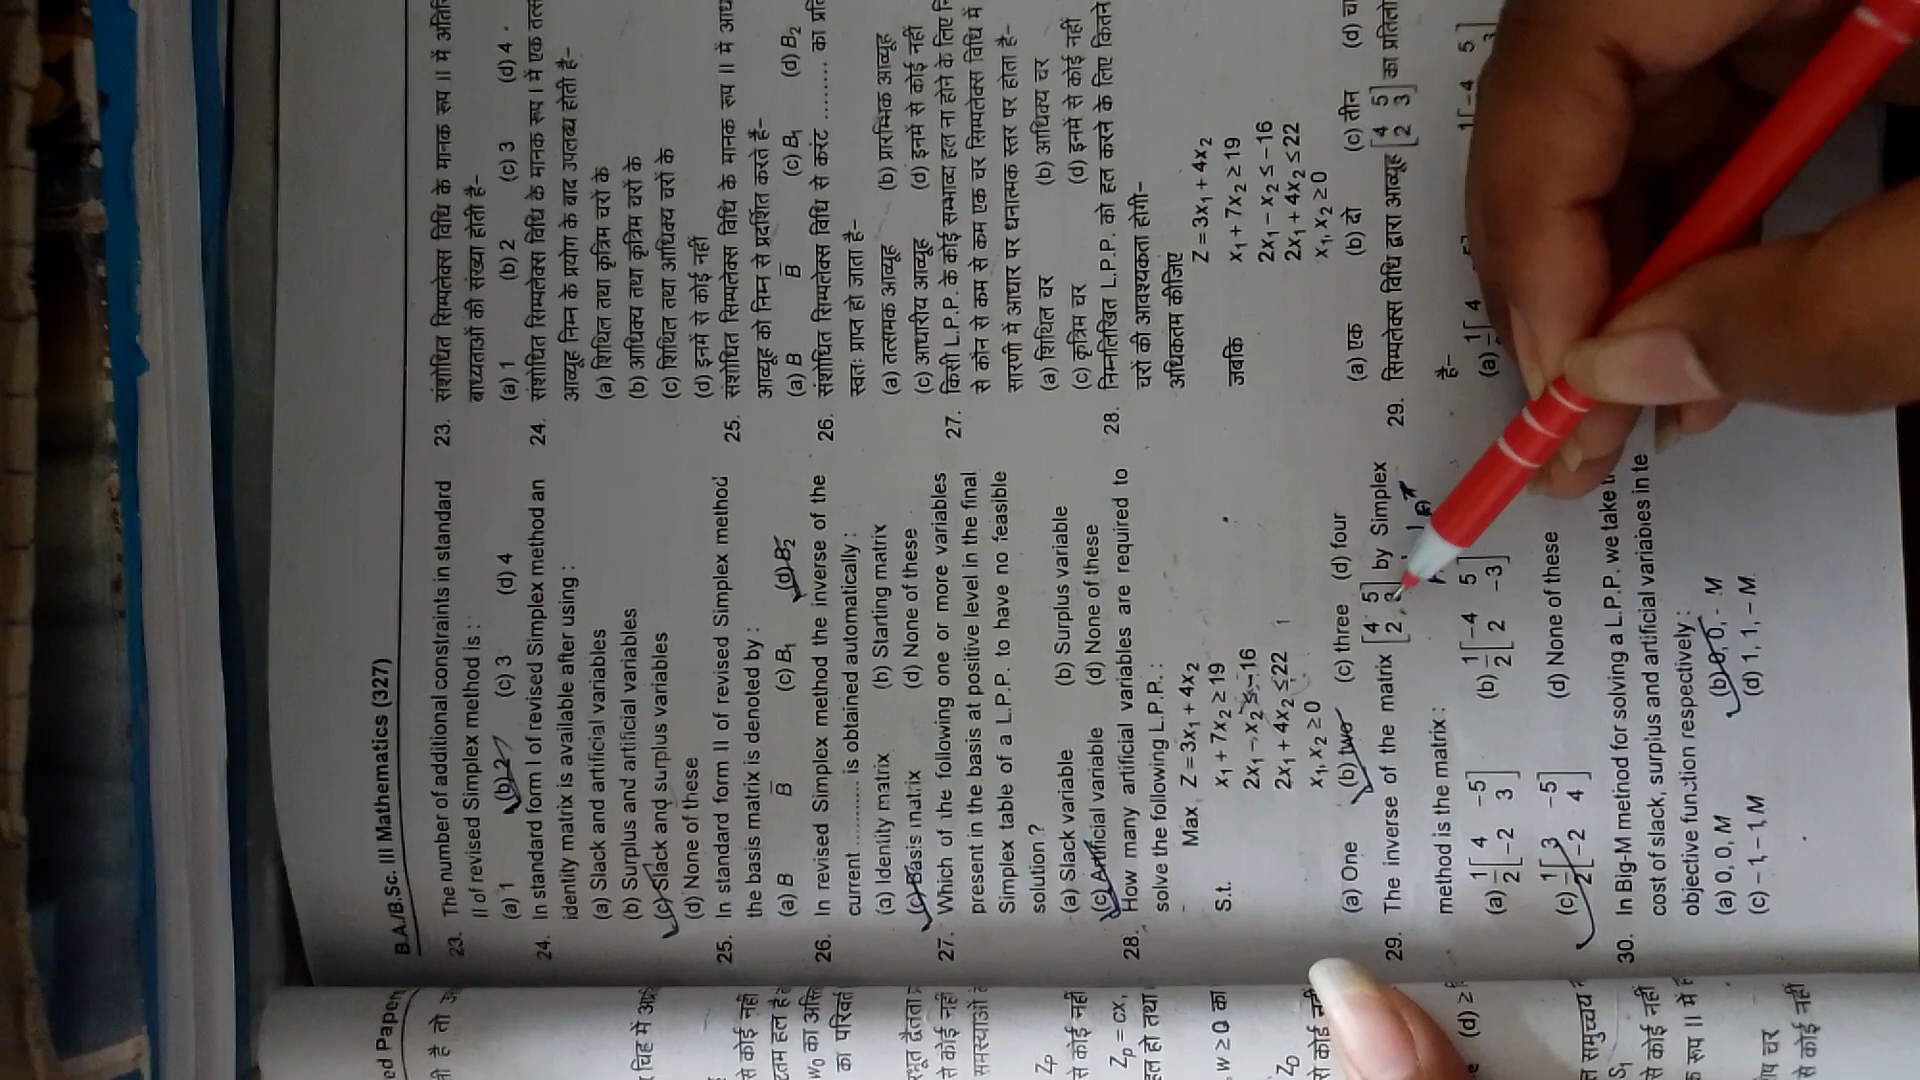 B.A./B.Sc. III Mathematics (327)
23. The number of additional constraints in standard
II of revised Simplex method is :
(a) 1 (b) 2 (c) 3 (d) 4
24. In standard form I of revised Simplex method an
identity matrix is available after using :
(a) Slack and artificial variables
(b) Surplus and artificial variables
(c) Slack and surplus variables
(d) None of these
25. In standard form II of revised Simplex method
the basis matrix is denoted by :
(a) B B̅ (c) B₁ (d) B₂
26. In revised Simplex method the inverse of the
current ............ is obtained automatically :
(a) Identity matrix (b) Starting matrix
(c) Basis matrix (d) None of these
27. Which of the following one or more variables
present in the basis at positive level in the final
Simplex table of a L.P.P. to have no feasible
solution ?
(a) Slack variable (b) Surplus variable
(c) Artificial variable (d) None of these
28. How many artificial variables are required to
solve the following L.P.P. :
Max. Z = 3x₁ + 4x₂
S.t. x₁ + 7x₂ ≥ 19
2x₁ – x₂ ≤ –16
2x₁ + 4x₂ ≤ 22
x₁, x₂ ≥ 0
(a) One (b) two (c) three (d) four
29. The inverse of the matrix [4 5; 2 3] by Simplex
method is the matrix :
(a) 1/2 [4 –5; –2 3] (b) 1/2 [–4 5; 2 –3]
(c) 1/2 [3 –5; –2 4] (d) None of these
30. In Big-M method for solving a L.P.P. we take
cost of slack, surplus and artificial variables in
objective function respectively :
(a) 0, 0, M (b) 0, 0, - M
(c) – 1, – 1, M (d) 1, 1, – M
23. संशोधित सिम्पलेक्स विधि के मानक रूप II में
बाध्यताओं की संख्या होती है–
(a) 1 (b) 2 (c) 3 (d) 4
24. संशोधित सिम्पलेक्स विधि के मानक रूप I में एक
आव्यूह निम्न के प्रयोग के बाद उपलब्ध होती है–
(a) शिथिल तथा कृत्रिम चरों के
(b) आधिक्य तथा कृत्रिम चरों के
(c) शिथिल तथा आधिक्य चरों के
(d) इनमें से कोई नहीं
25. संशोधित सिम्पलेक्स विधि के मानक रूप II में
आव्यूह को निम्न से प्रदर्शित करते है–
(a) B B̅ (c) B₁ (d) B₂
26. संशोधित सिम्पलेक्स विधि से करंट .......... का
स्वतः प्राप्त हो जाता है–
(a) तत्समक आव्यूह (b) प्रारम्भिक आव्यूह
(c) आधारीय आव्यूह (d) इनमें से कोई नहीं
27. किसी L.P.P. के कोई सम्भाव्य हल ना होने के लिए
से कौन से कम से कम एक चर सिम्पलेक्स विधि में
सारणी में आधार पर धनात्मक स्तर पर होता है–
(a) शिथिल चर (b) आधिक्य चर
(c) कृत्रिम चर (d) इनमें से कोई नहीं
28. निम्नलिखित L.P.P. को हल करने के लिए कितने
चरों की आवश्यकता होगी–
अधिकतम कीजिए
Z = 3x₁ + 4x₂
जबकि x₁ + 7x₂ ≥ 19
2x₁ – x₂ ≤ –16
2x₁ + 4x₂ ≤ 22
x₁, x₂ ≥ 0
(a) एक (b) दो (c) तीन (d)
29. सिम्पलेक्स विधि द्वारा आव्यूह [4 5; 2 3] का
है–
(a)
से कोई नहीं
Z_P
से कोई नहीं
Z_P = cx,
हल हो तथा
w ≥ 0 का
Z_D
से कोई नहीं
(d) ≥
S₁
से कोई नहीं
से कोई नहीं